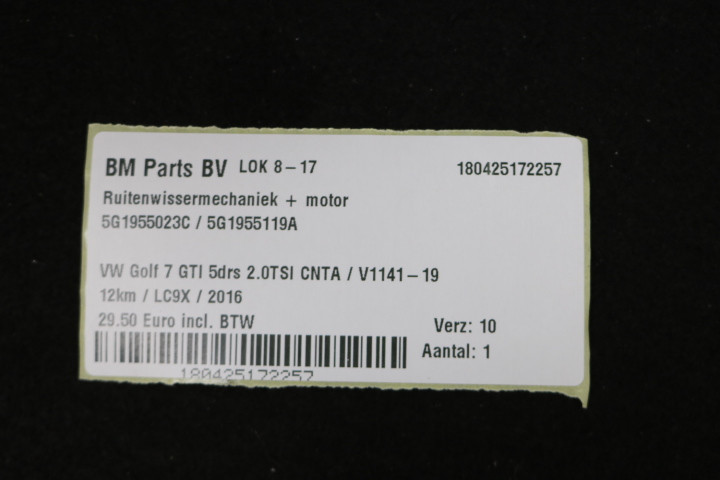 BM Parts BV LOK 8-17 180425172257
Ruitenwissermechaniek + motor
5G1955023C / 5G1955119A
VW Golf 7 GTI 5drs 2.0TSI CNTA / V1141-19
12km / LC9X / 2016
29.50 Euro incl. BTW
Verz: 10
Aantal: 1
180425172257